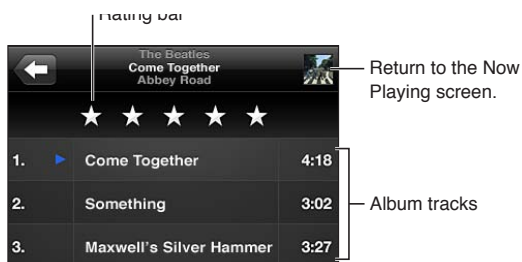 Rating bar
The Beatles
Come Together
Abbey Road
Return to the Now
Playing screen.
1. Come Together 4:18
2. Something 3:02
Album tracks
3. Maxwell's Silver Hammer 3:27